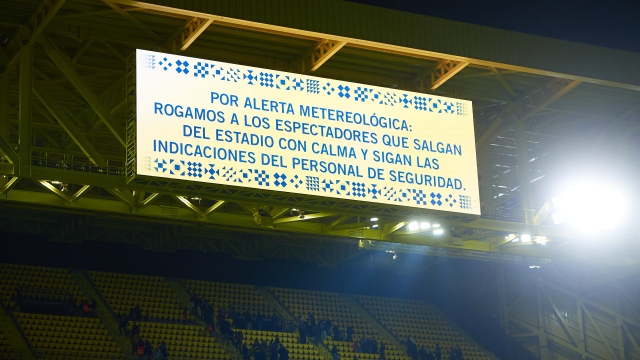 POR ALERTA METEREOLÓGICA:
ROGAMOS A LOS ESPECTADORES QUE SALGAN
DEL ESTADIO CON CALMA Y SIGAN LAS
INDICACIONES DEL PERSONAL DE SEGURIDAD.